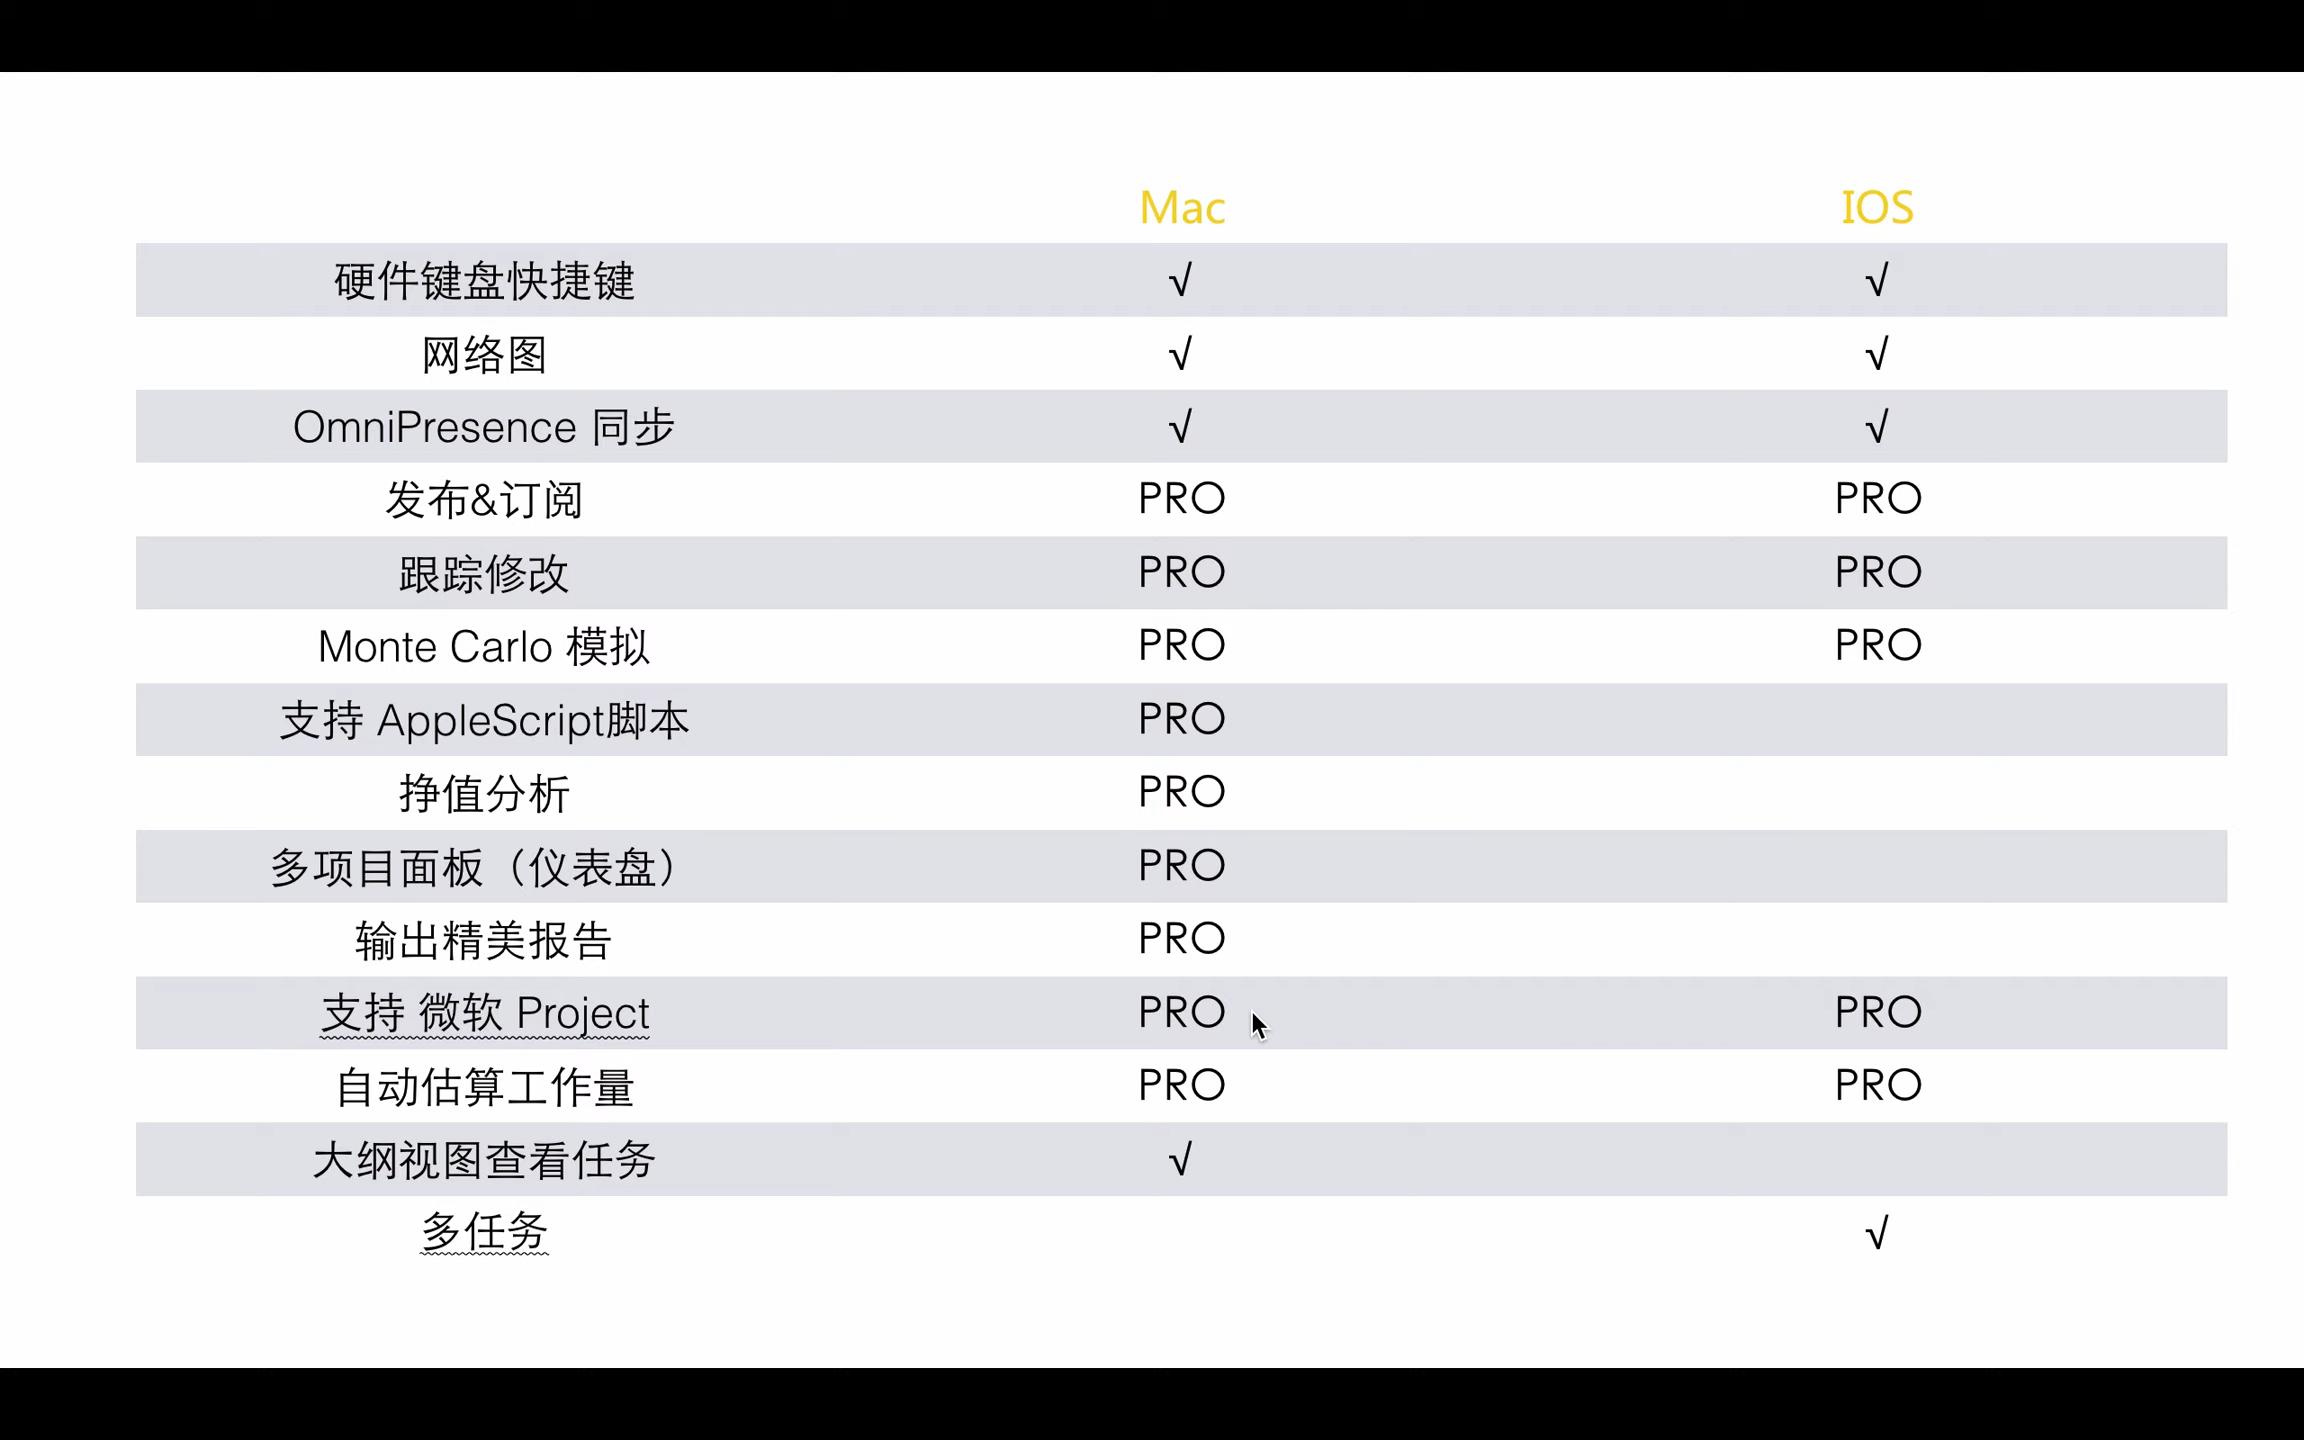 Mac IOS
硬件键盘快捷键 √ √
网络图 √ √
OmniPresence 同步 √ √
发布&订阅 PRO PRO
跟踪修改 PRO PRO
Monte Carlo 模拟 PRO PRO
支持 AppleScript脚本 PRO
挣值分析 PRO
多项目面板（仪表盘） PRO
输出精美报告 PRO
支持 微软 Project PRO PRO
自动估算工作量 PRO PRO
大纲视图查看任务 √
多任务 √